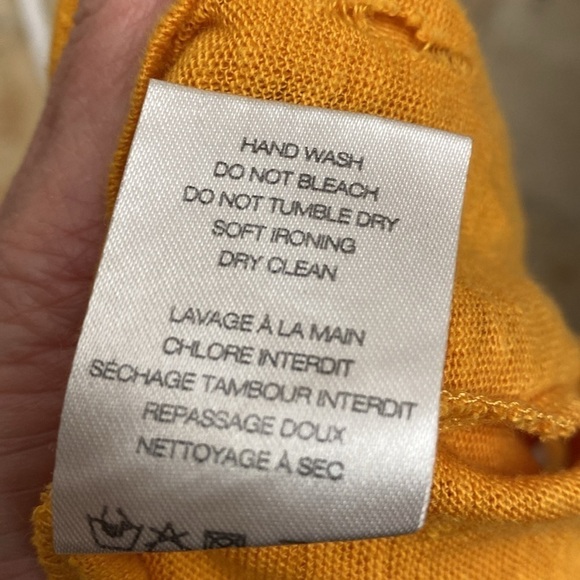 HAND WASH
DO NOT BLEACH
DO NOT TUMBLE DRY
SOFT IRONING
DRY CLEAN
LAVAGE À LA MAIN
CHLORE INTERDIT
SÉCHAGE TAMBOUR INTERDIT
REPASSAGE DOUX
NETTOYAGE À SEC